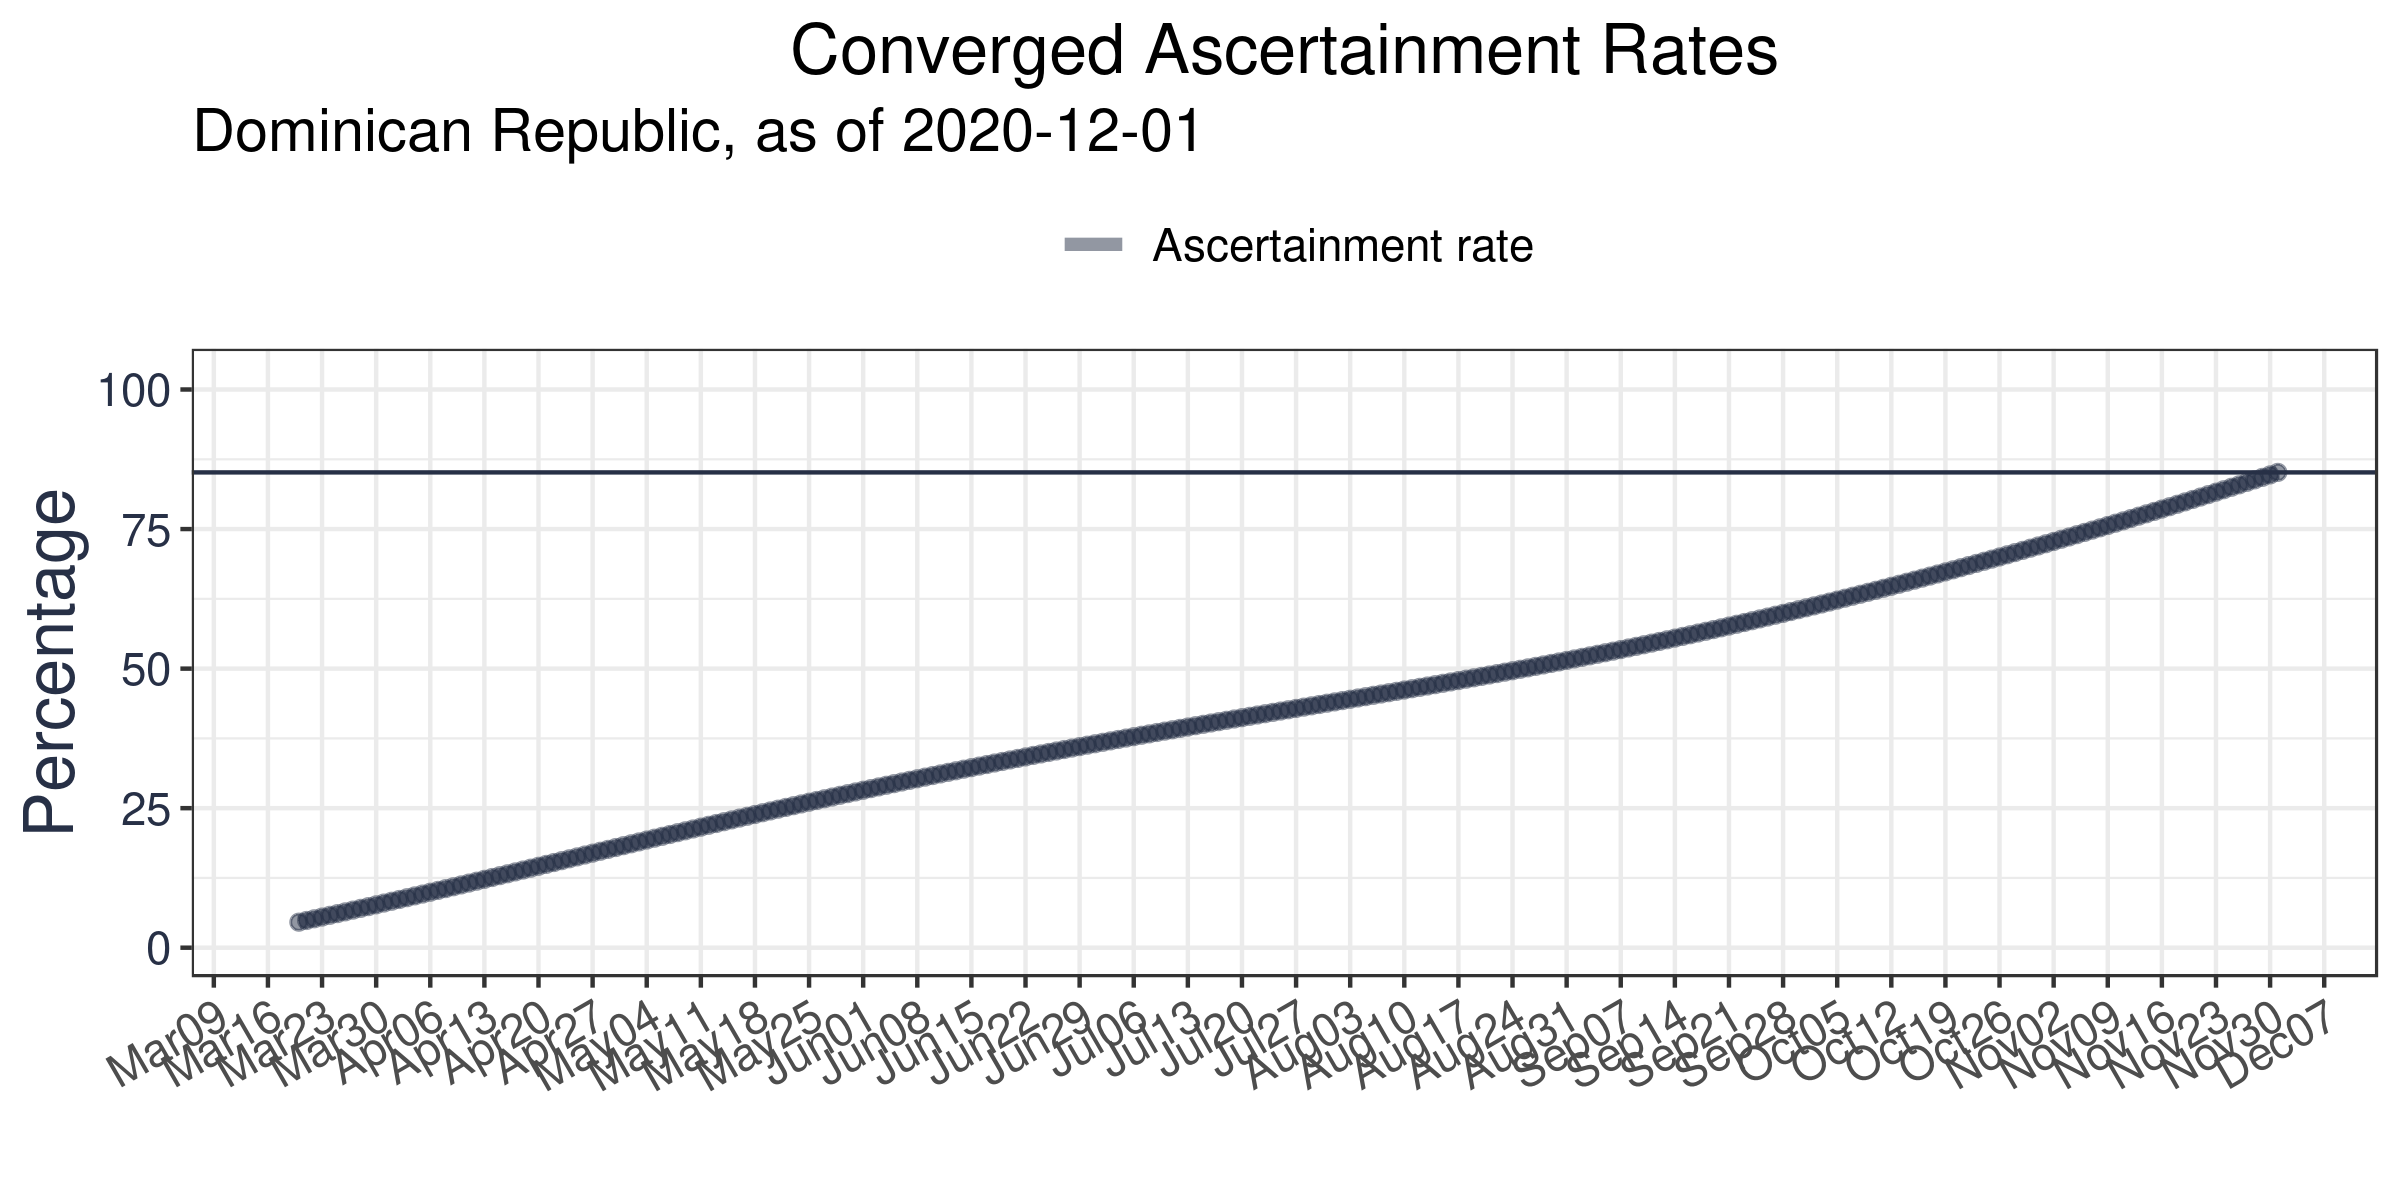 Converged Ascertainment Rates
Dominican Republic, as of 2020-12-01
Ascertainment rate
Percentage
100
75
50
25
0
Mar09 Mar16 Mar23 Mar30 Apr06 Apr13 Apr20 Apr27 May04 May11 May18 May25 Jun01 Jun08 Jun15 Jun22 Jun29 Jul06 Jul13 Jul20 Jul27 Aug03 Aug10 Aug17 Aug24 Aug31 Sep07 Sep14 Sep21 Sep28 Oct05 Oct12 Oct19 Oct26 Nov02 Nov09 Nov16 Nov23 Nov30 Dec07